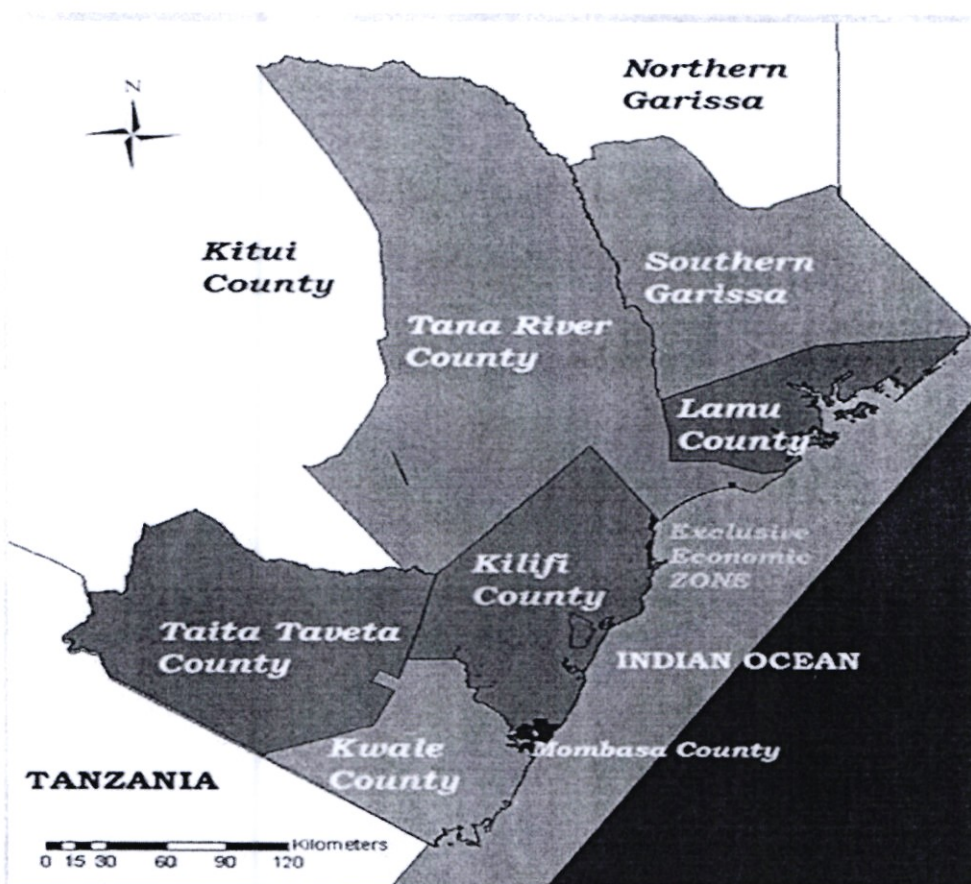 N
Northern
Garissa
Kitui
County
Southern
Garissa
Tana River
County
Lamu
County
Exclusive
Economic
ZONE
Kilifi
County
Taita Taveta
County
INDIAN OCEAN
Kwale
County
Mombasa County
TANZANIA
Kilometers
0 15 30 60 90 120